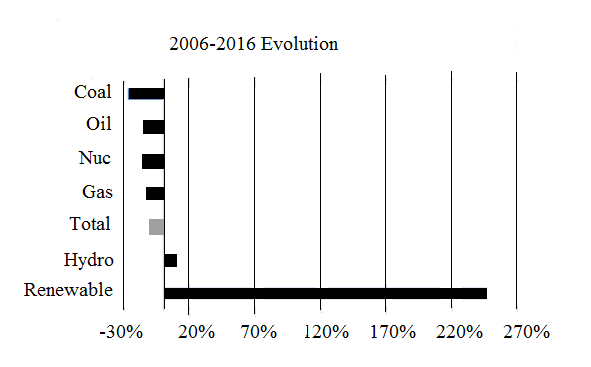 2006-2016 Evolution
Coal
Oil
Nuc
Gas
Total
Hydro
Renewable
-30% 20% 70% 120% 170% 220% 270%